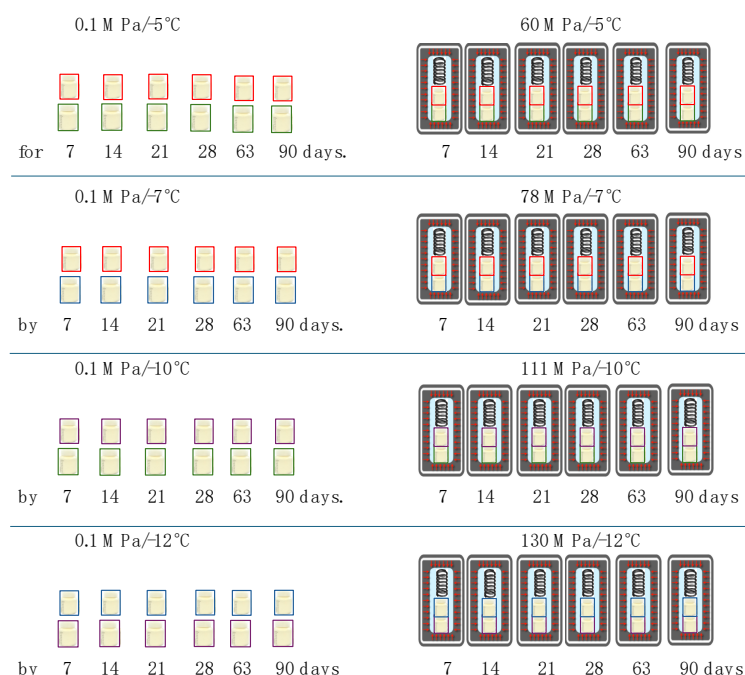 0.1 M Pa/-5°C 60 M Pa/-5°C
for 7 14 21 28 63 90 days. 7 14 21 28 63 90 days
0.1 M Pa/-7°C 78 M Pa/-7°C
by 7 14 21 28 63 90 days. 7 14 21 28 63 90 days
0.1 M Pa/-10°C 111 M Pa/-10°C
by 7 14 21 28 63 90 days. 7 14 21 28 63 90 days
0.1 M Pa/-12°C 130 M Pa/-12°C
by 7 14 21 28 63 90 days 7 14 21 28 63 90 days